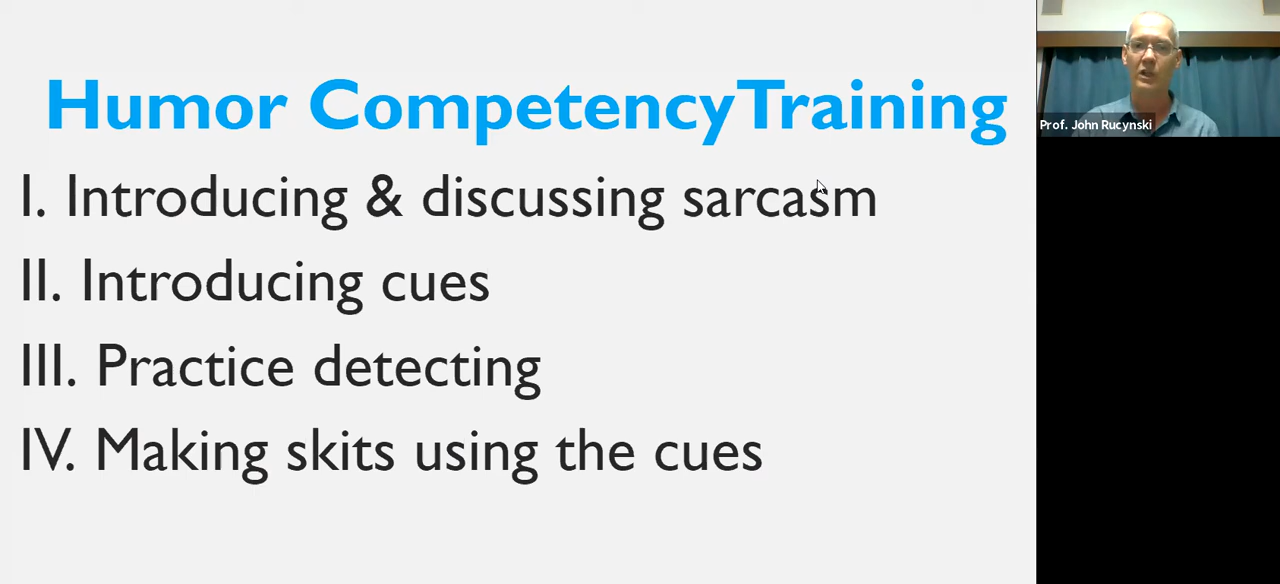 Humor CompetencyTraining
I. Introducing & discussing sarcasm
II. Introducing cues
III. Practice detecting
IV. Making skits using the cues
Prof. John Rucynski